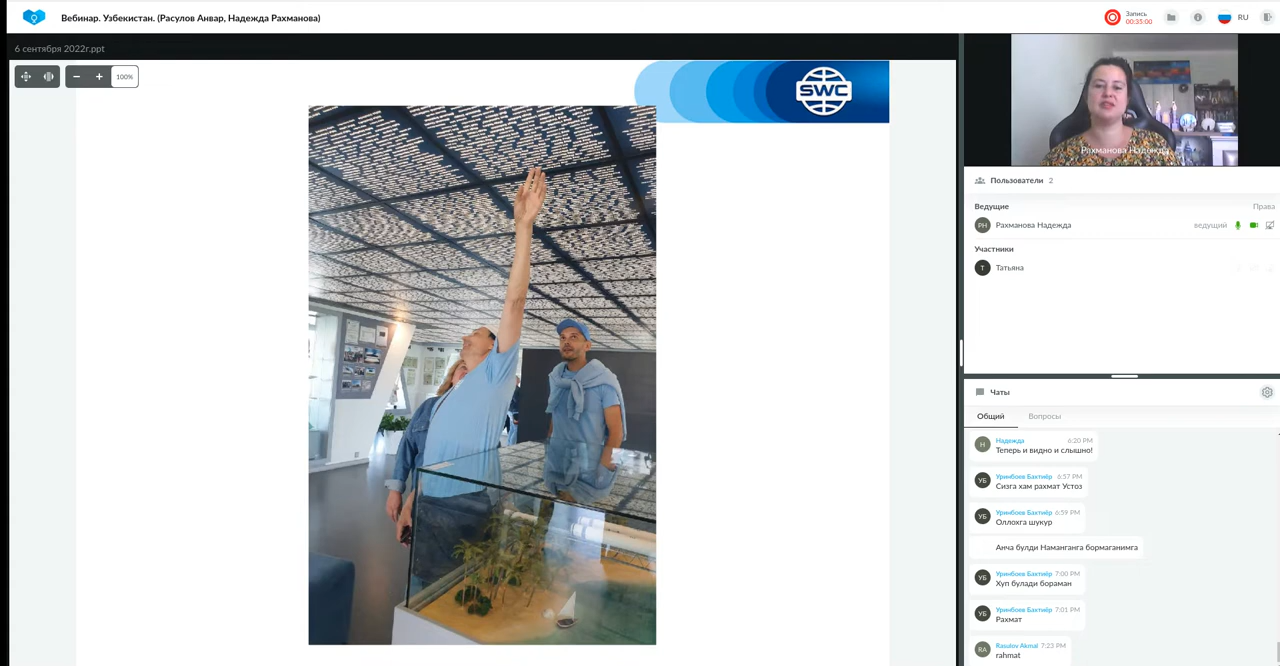 Вебинар. Узбекистан. (Расулов Анвар, Надежда Рахманова)
Запись
00:35:00
RU
6 сентября 2022г.ppt
100%
SWC
Рахманова Надежда
Пользователи 2
Ведущие
Права
РН
Рахманова Надежда
ведущий
Участники
Т
Татьяна
Чаты
Общий
Вопросы
Н
Надежда 6:20 PM
Теперь и видно и слышно!
УБ
Уринбоев Бахтиёр 6:57 PM
Сизга хам рахмат Устоз
УБ
Уринбоев Бахтиёр 6:59 PM
Оллохга шукур
Анча булди Наманганга бормаганимга
УБ
Уринбоев Бахтиёр 7:00 PM
Хуп булади бораман
УБ
Уринбоев Бахтиёр 7:01 PM
Рахмат
RA
Rasulov Akmal 7:23 PM
rahmat